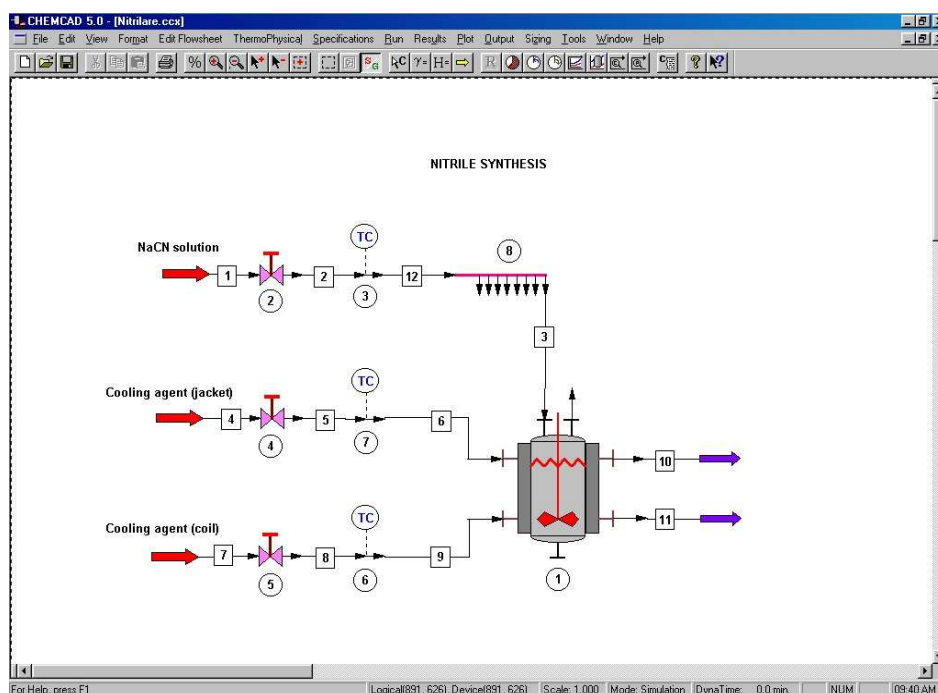 CHEMCAD 5.0 - [Nitrilare.ccx]
File Edit View Format Edit Flowsheet ThermoPhysical Specifications Run Results Plot Output Sizing Tools Window Help
% S G C γ= H= R
NITRILE SYNTHESIS
TC 8
NaCN solution
1 2 12
2 3
3
TC
Cooling agent (jacket)
4 5 6
4 7
10
TC
Cooling agent (coil)
11
7 8 9
5 6 1
For Help, press F1 Logical(891, 626), Device(891, 626) Scale: 1.000 Mode: Simulation DynaTime: 0.0 min. NUM 09:40 AM